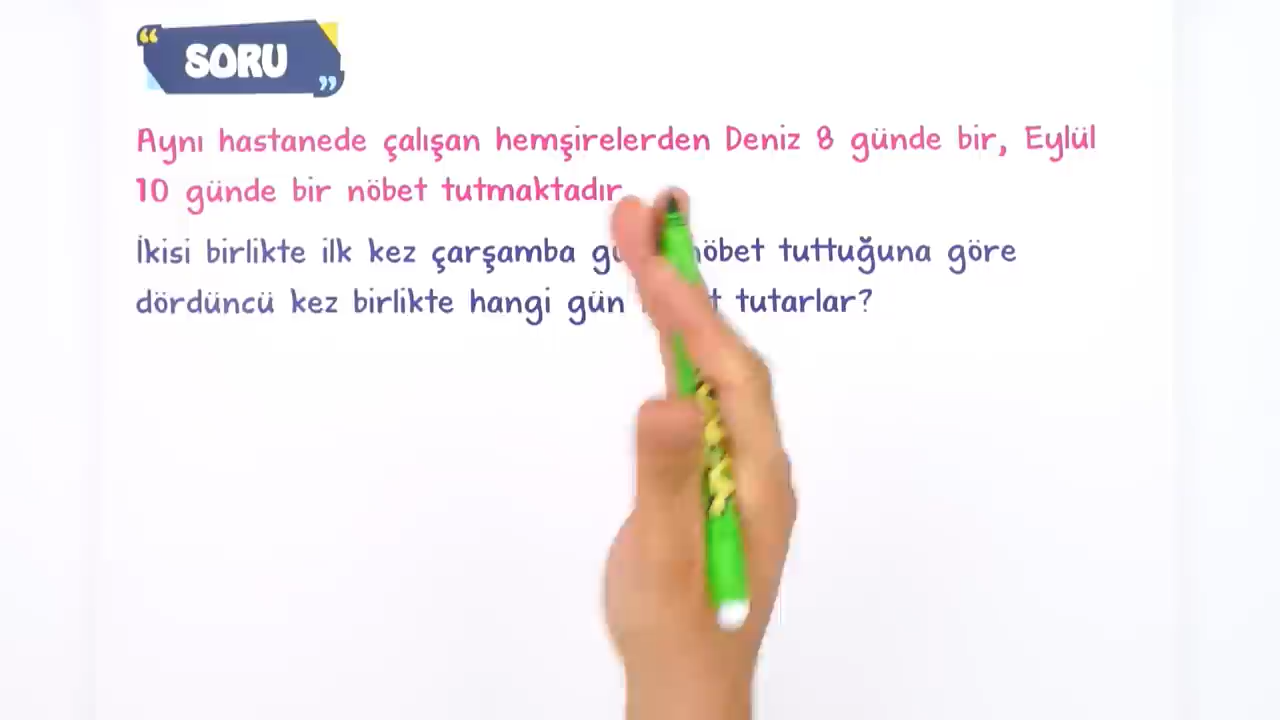 SORU
Aynı hastanede çalışan hemşirelerden Deniz 8 günde bir, Eylül
10 günde bir nöbet tutmaktadır.
İkisi birlikte ilk kez çarşamba nöbet tuttuğuna göre
dördüncü kez birlikte hangi gün tutarlar?